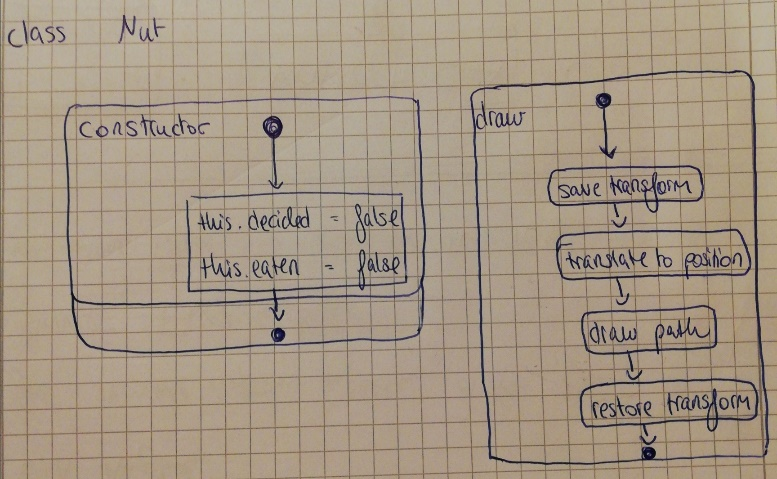 class Nut
constructor
this.decided = false
this.eaten = false
draw
save transform
translate to position
draw path
restore transform